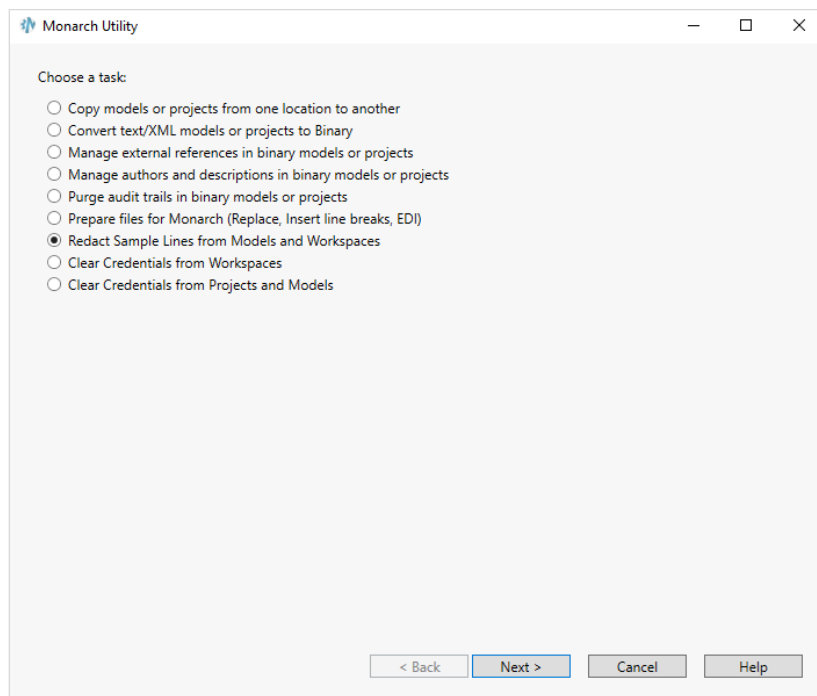 Monarch Utility
Choose a task:
Copy models or projects from one location to another
Convert text/XML models or projects to Binary
Manage external references in binary models or projects
Manage authors and descriptions in binary models or projects
Purge audit trails in binary models or projects
Prepare files for Monarch (Replace, Insert line breaks, EDI)
Redact Sample Lines from Models and Workspaces
Clear Credentials from Workspaces
Clear Credentials from Projects and Models
< Back Next > Cancel Help